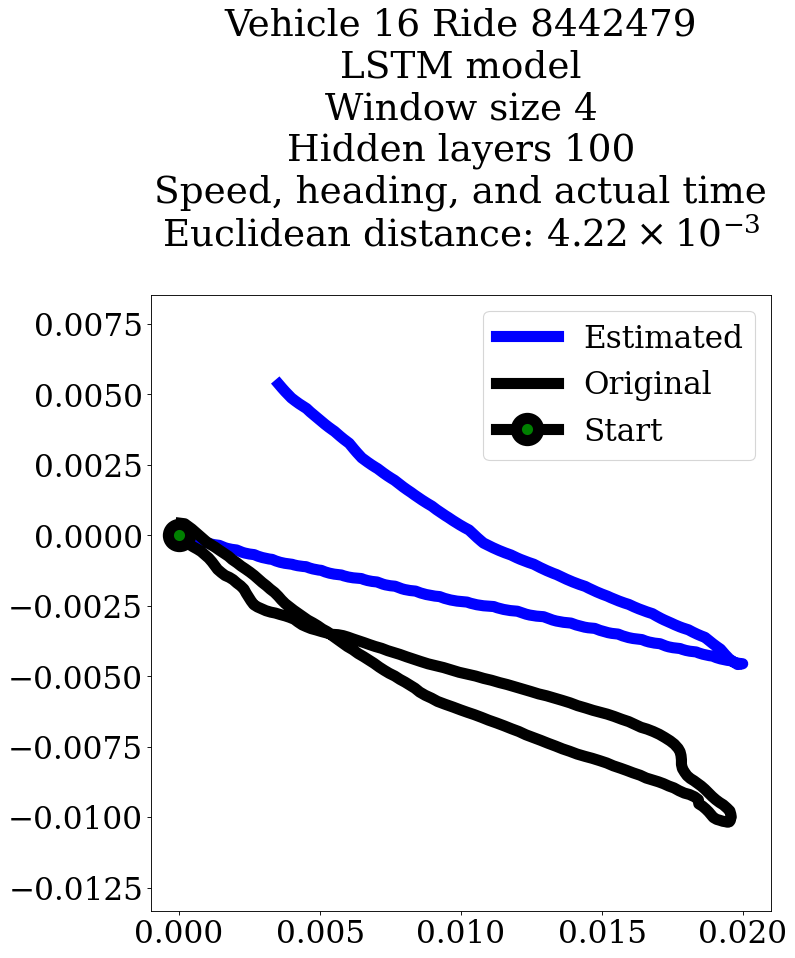 Vehicle 16 Ride 8442479
LSTM model
Window size 4
Hidden layers 100
Speed, heading, and actual time
Euclidean distance: 4.22 × 10⁻³
Estimated
Original
Start
0.0075
0.0050
0.0025
0.0000
−0.0025
−0.0050
−0.0075
−0.0100
−0.0125
0.000 0.005 0.010 0.015 0.020